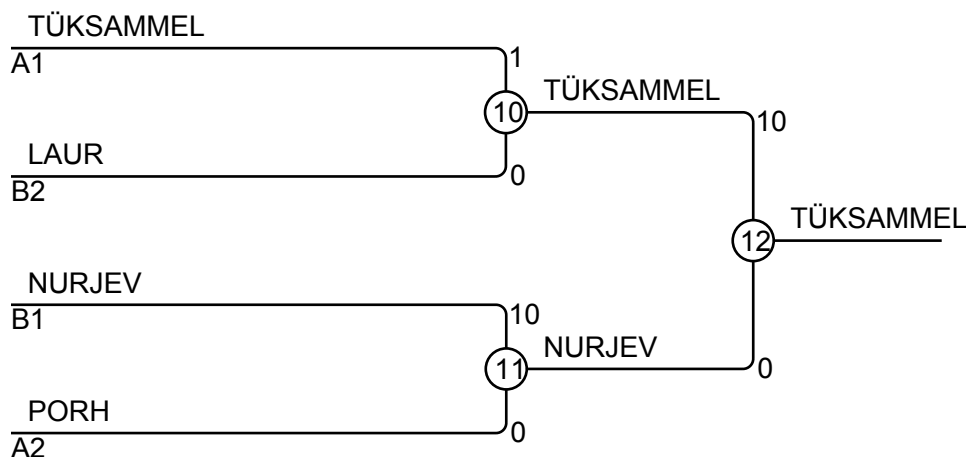 TÜKSAMMEL
A1
1
10
TÜKSAMMEL
10
LAUR
B2
0
12
TÜKSAMMEL
NURJEV
B1
10
11
NURJEV
0
PORH
A2
0